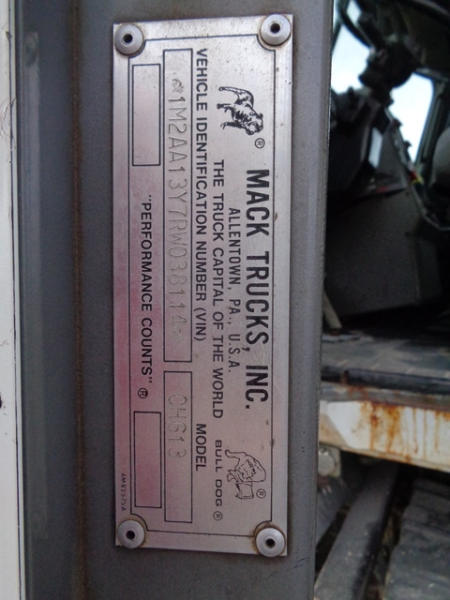 MACK TRUCKS, INC.
ALLENTOWN, PA., U.S.A.
THE TRUCK CAPITAL OF THE WORLD
BULL DOG ®
VEHICLE IDENTIFICATION NUMBER (VIN)
MODEL
*1M2AA13Y7RW038114*
CH613
"PERFORMANCE COUNTS" ®